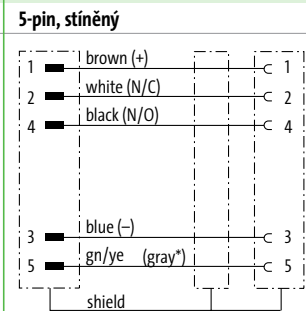 5-pin, stíněný
1 brown (+) 1
2 white (N/C) 2
4 black (N/O) 4
3 blue (–) 3
5 gn/ye (gray*) 5
shield